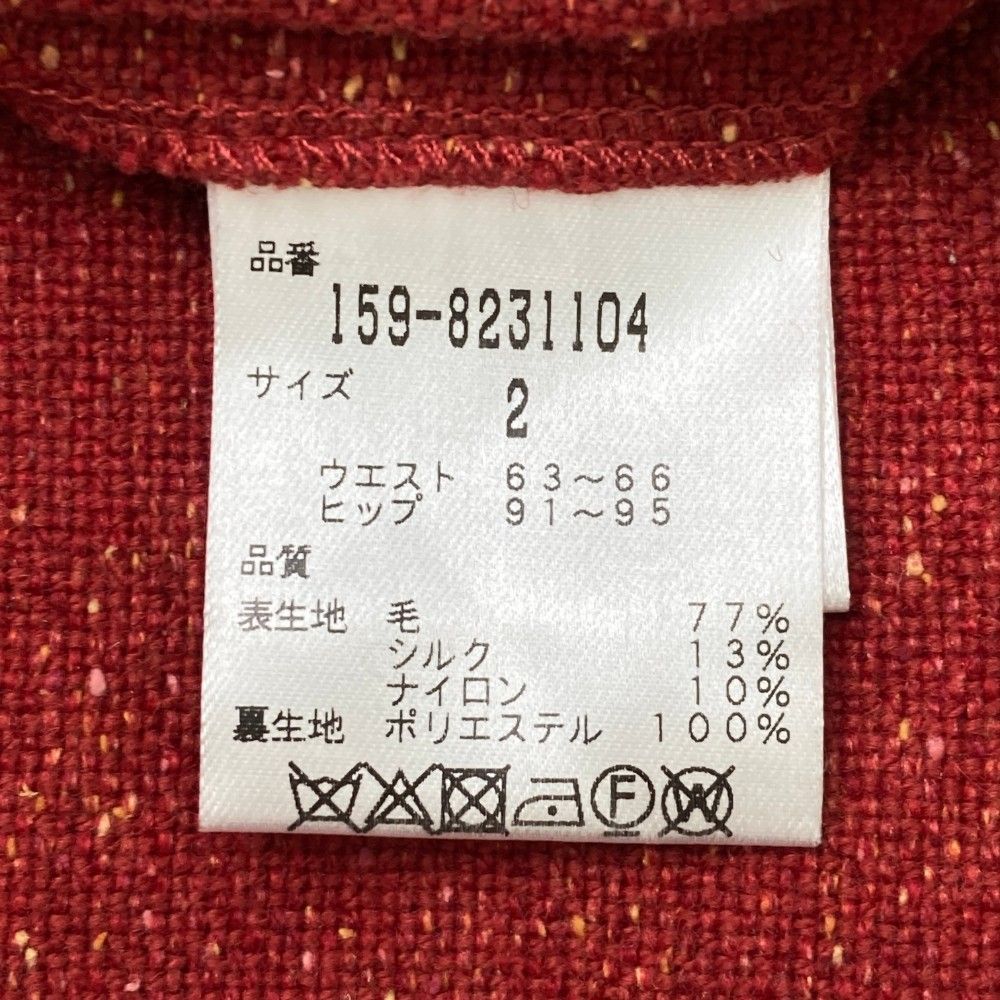 品番
159-8231104
サイズ 2
ウエスト 63～66
ヒップ 91～95
品質
表生地 毛 77%
シルク 13%
ナイロン 10%
裏生地 ポリエステル 100%
F W